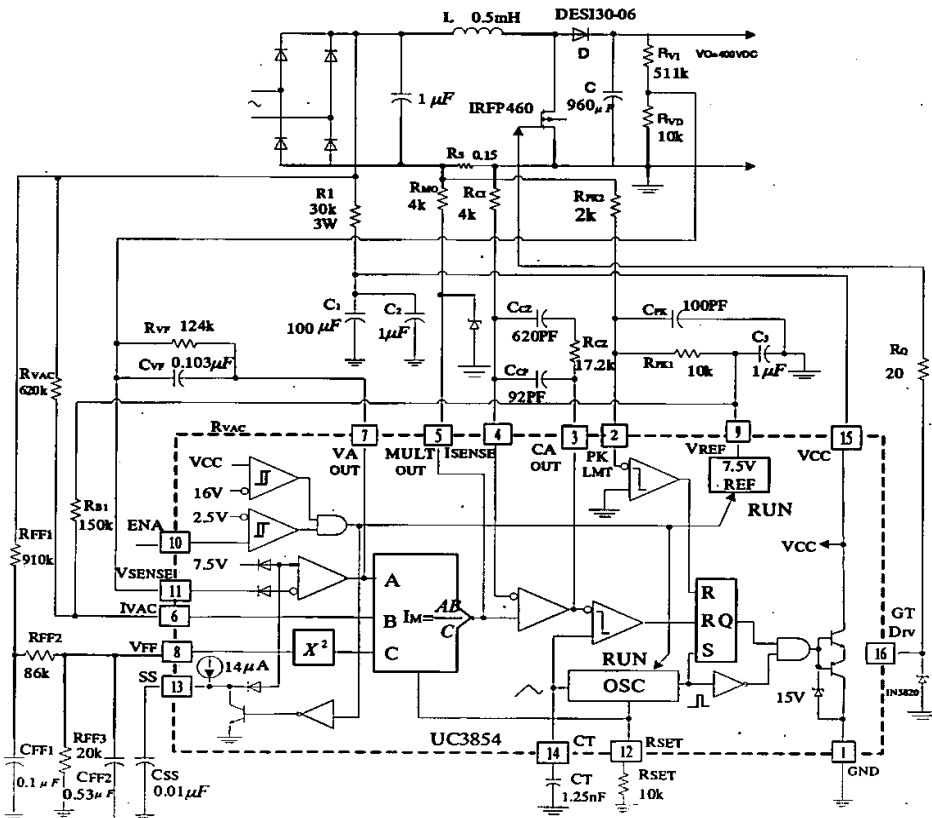 L 0.5mH
DESI30-06
D
VO=400VDC
RV1
511k
1 μF
IRFP460
C
960μF
RVD
10k
RS 0.15
R1
30k
3W
RMO
4k
RCI
4k
RPK2
2k
C1
100 μF
C2
1μF
CCZ
620PF
RCZ
17.2k
CCP
92PF
CPK
100PF
RPK1
10k
C3
1 μF
RQ
20
RVF 124k
CVF 0.103μF
RVAC
620k
RVAC
7
5
4
3
2
9
15
VA
OUT
MULT
OUT
ISENSE
CA
OUT
PK
LMT
VREF
7.5V
REF
VCC
RUN
VCC
16V
2.5V
RB1
150k
ENA
10
RFF1
910k
7.5V
VSENSE
11
IVAC
6
A
B
C
IM=AB/C
VCC
R
R Q
S
GT
Drv
16
RFF2
86k
VFF
8
X2
SS
13
14μA
RUN
OSC
15V
IN5820
UC3854
14
CT
12
RSET
1
GND
CFF1
0.1 μF
RFF3
20k
CFF2
0.53μF
CSS
0.01μF
CT
1.25nF
RSET
10k